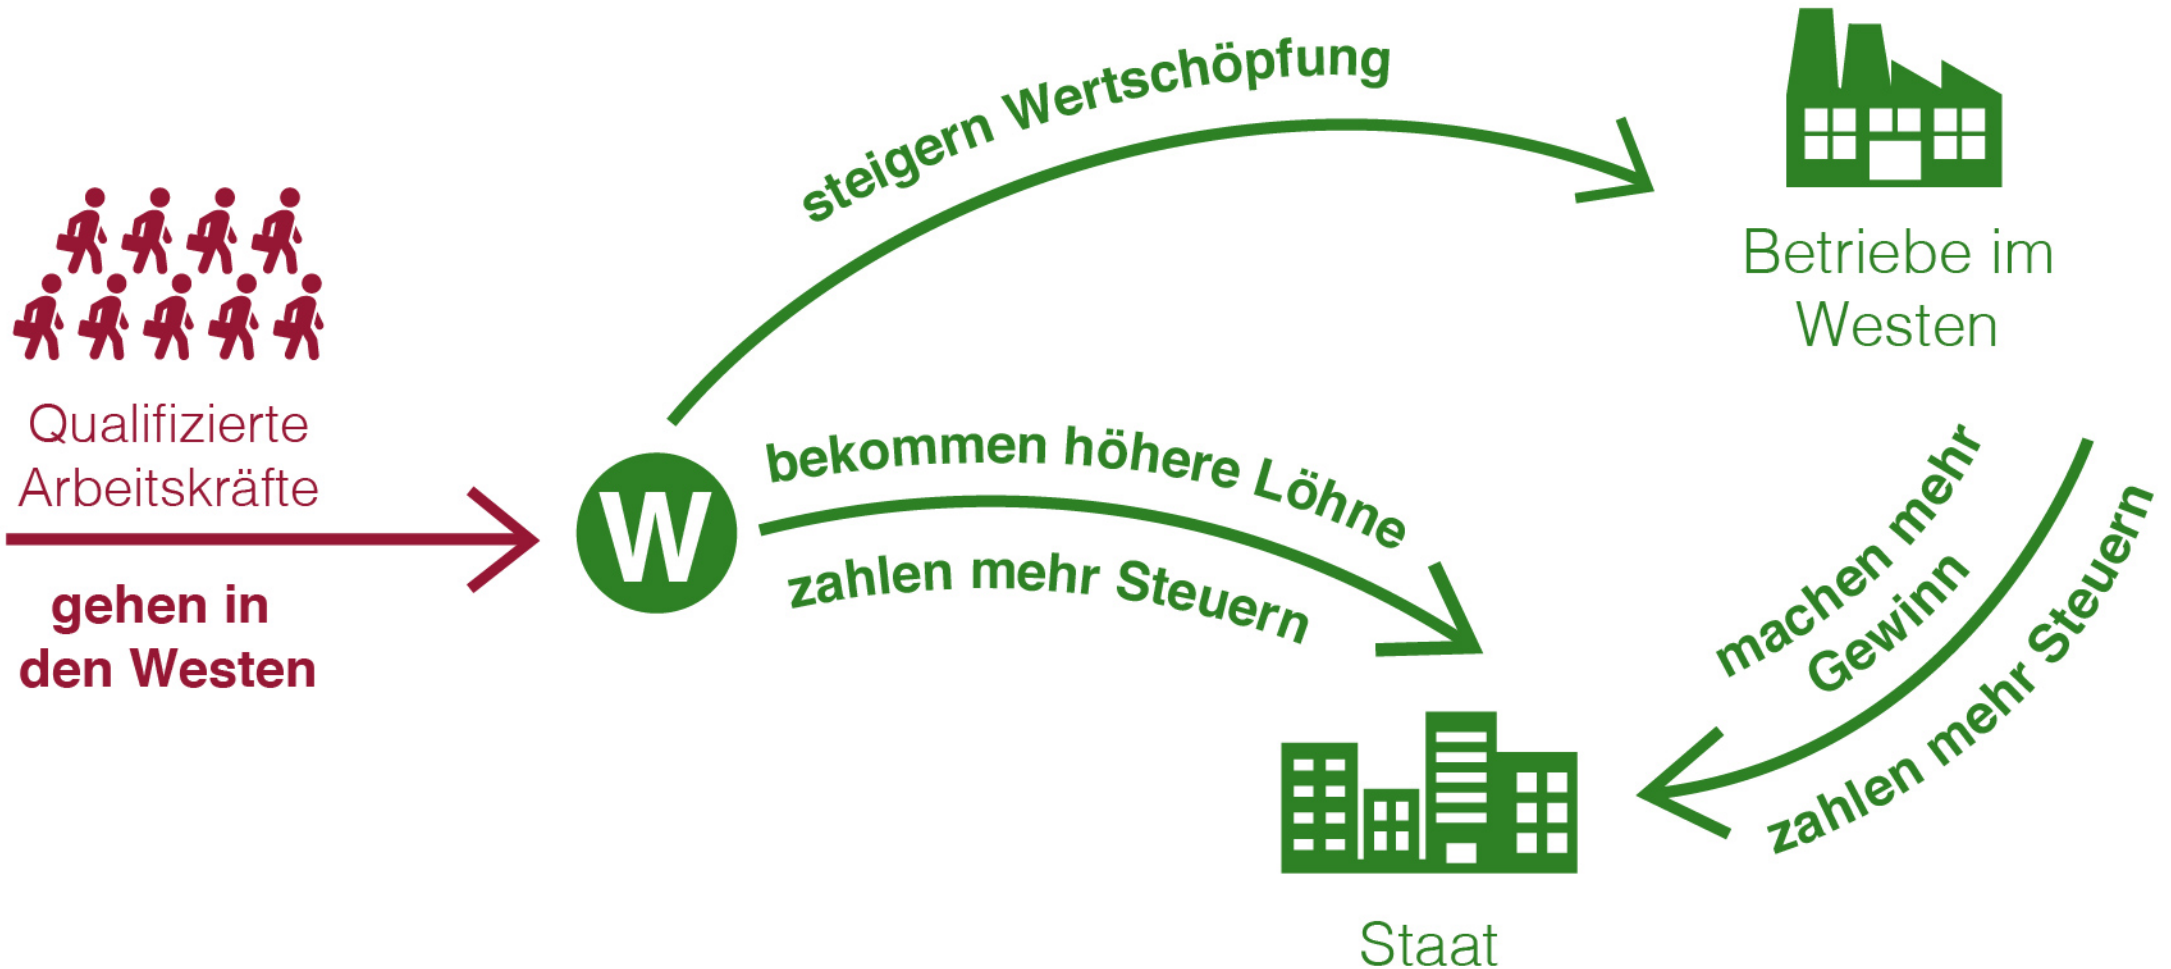 Qualifizierte
Arbeitskräfte
gehen in
den Westen
W
steigern Wertschöpfung
Betriebe im
Westen
bekommen höhere Löhne
zahlen mehr Steuern
machen mehr
Gewinn
zahlen mehr Steuern
Staat